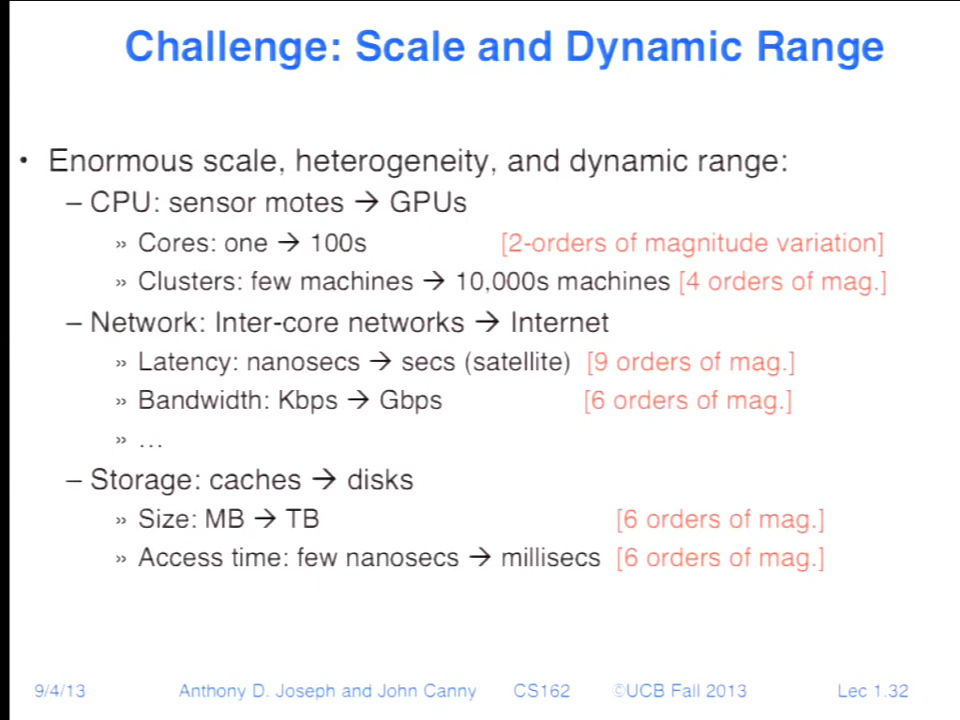 Challenge: Scale and Dynamic Range
• Enormous scale, heterogeneity, and dynamic range:
– CPU: sensor motes → GPUs
» Cores: one → 100s [2-orders of magnitude variation]
» Clusters: few machines → 10,000s machines [4 orders of mag.]
– Network: Inter-core networks → Internet
» Latency: nanosecs → secs (satellite) [9 orders of mag.]
» Bandwidth: Kbps → Gbps [6 orders of mag.]
» …
– Storage: caches → disks
» Size: MB → TB [6 orders of mag.]
» Access time: few nanosecs → millisecs [6 orders of mag.]
9/4/13 Anthony D. Joseph and John Canny CS162 ©UCB Fall 2013 Lec 1.32